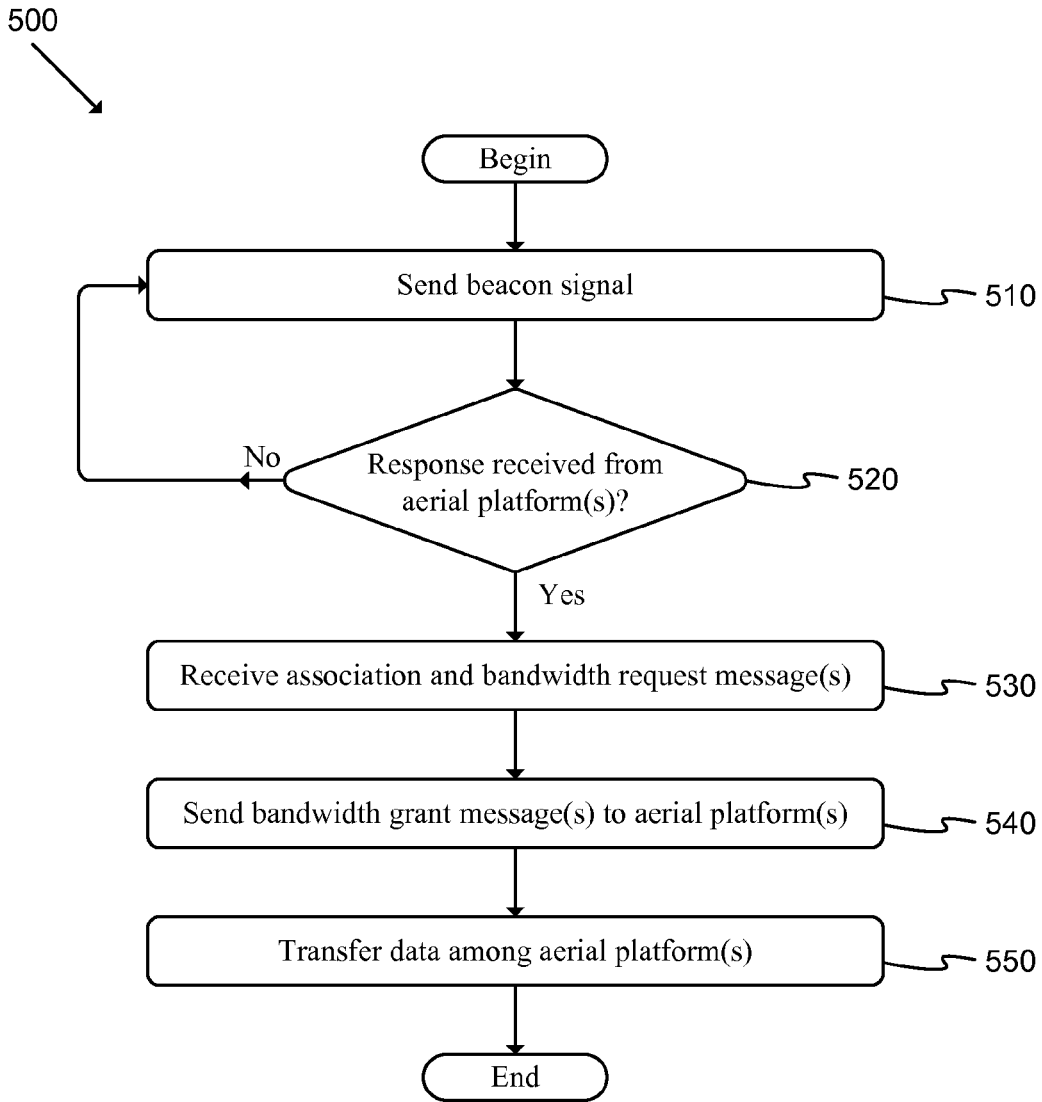 500
Begin
Send beacon signal
510
Response received from
aerial platform(s)?
520
No
Yes
Receive association and bandwidth request message(s)
530
Send bandwidth grant message(s) to aerial platform(s)
540
Transfer data among aerial platform(s)
550
End